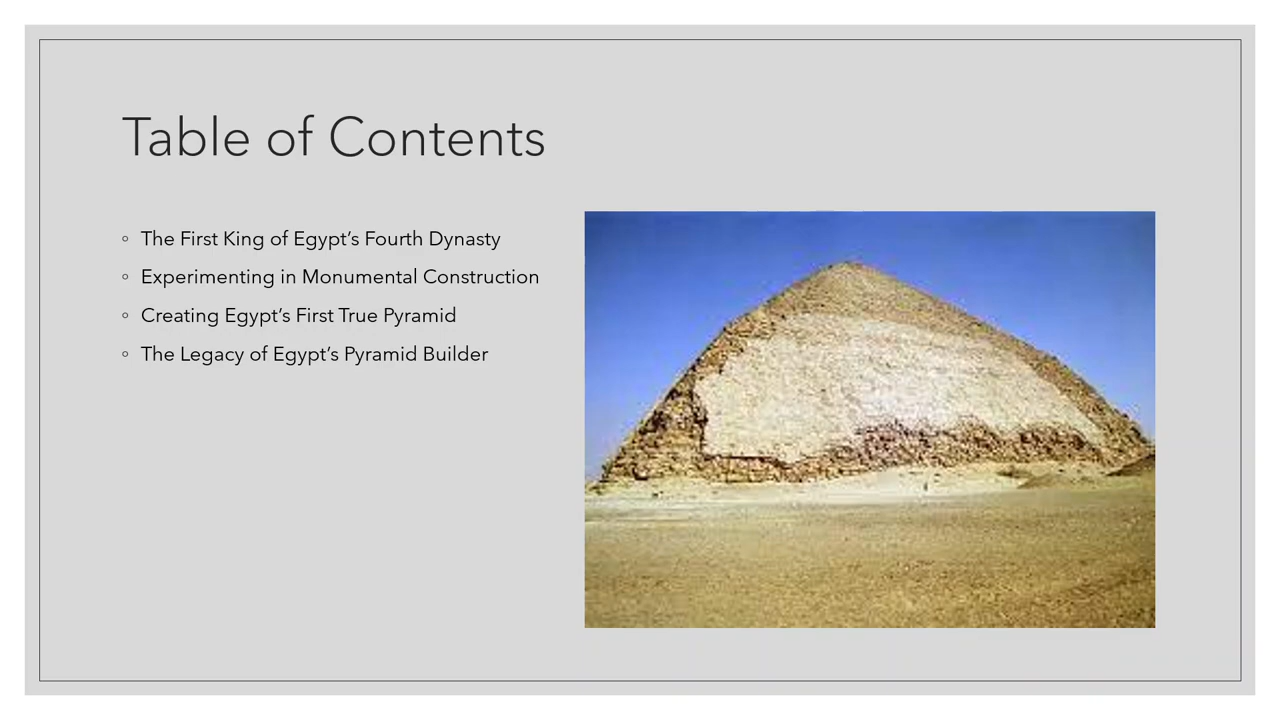 Table of Contents
◦ The First King of Egypt’s Fourth Dynasty
◦ Experimenting in Monumental Construction
◦ Creating Egypt’s First True Pyramid
◦ The Legacy of Egypt’s Pyramid Builder